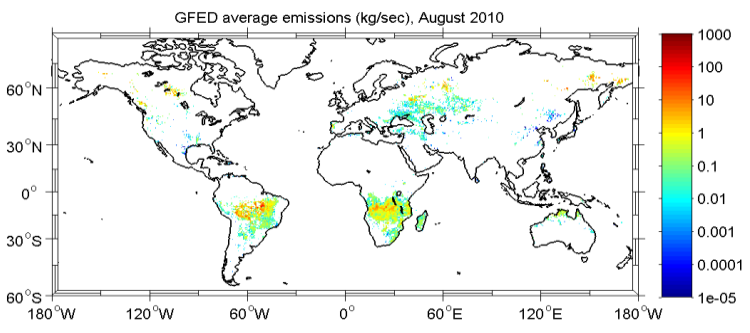 GFED average emissions (kg/sec), August 2010
60°N
30°N
0°
30°S
60°S
180°W
120°W
60°W
0°
60°E
120°E
180°W
1000
100
10
1
0.1
0.01
0.001
0.0001
1e-05